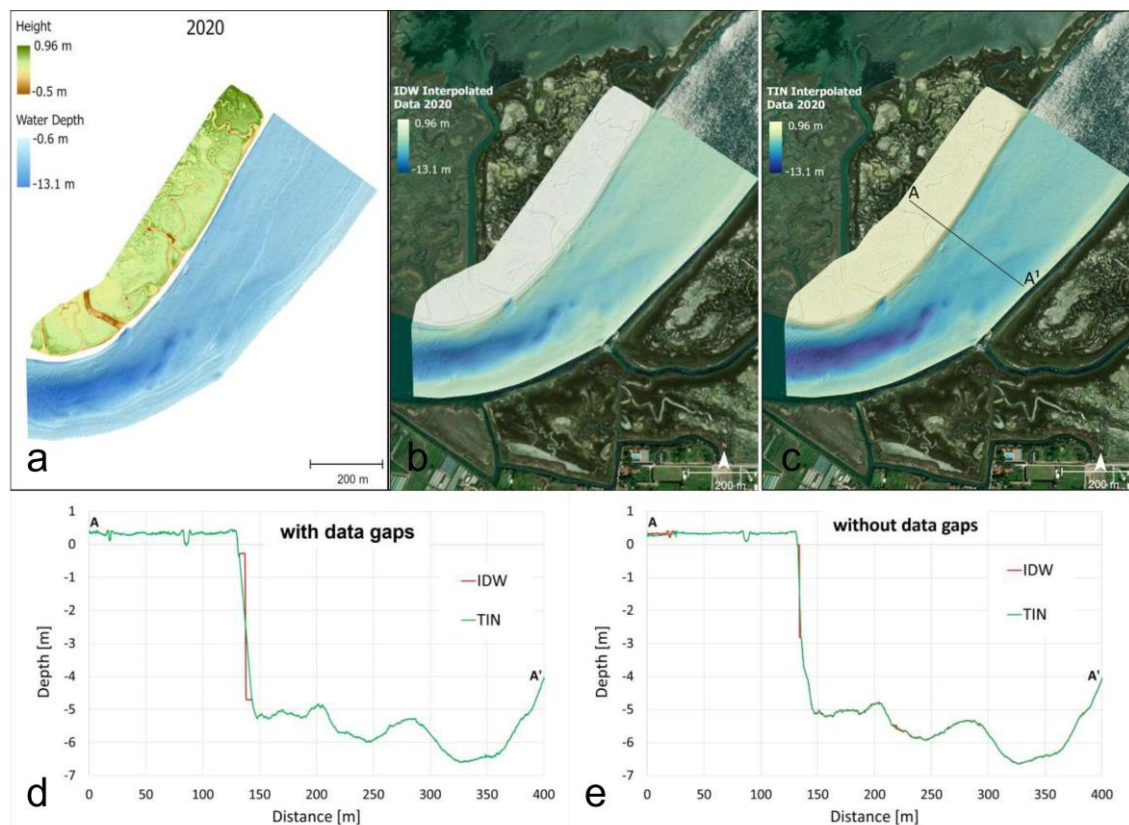 Height
2020
0.96 m
-0.5 m
Water Depth
-0.6 m
-13.1 m
200 m
a
IDW Interpolated
Data 2020
0.96 m
-13.1 m
200 m
b
TIN Interpolated
Data 2020
0.96 m
-13.1 m
A
A¹
200 m
c
A
with data gaps
IDW
TIN
A'
Depth [m]
1
0
-1
-2
-3
-4
-5
-6
-7
0 50 100 150 200 250 300 350 400
Distance [m]
d
A
without data gaps
IDW
TIN
A'
Depth [m]
1
0
-1
-2
-3
-4
-5
-6
-7
0 50 100 150 200 250 300 350 400
Distance [m]
e